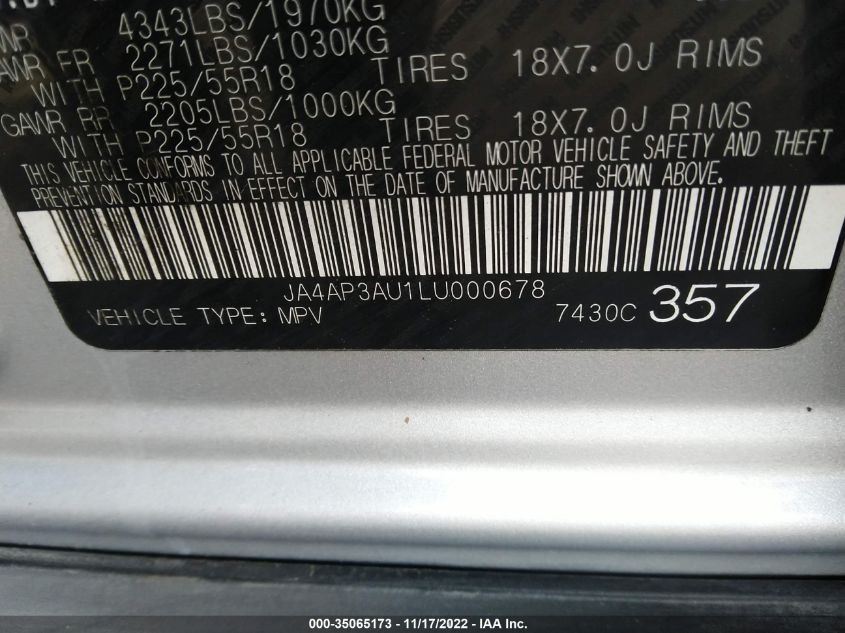 4343LBS/1970KG
GAWR FR 2271LBS/1030KG
WITH P225/55R18 TIRES 18X7.0J RIMS
GAWR RR 2205LBS/1000KG
WITH P225/55R18 TIRES 18X7.0J RIMS
THIS VEHICLE CONFORMS TO ALL APPLICABLE FEDERAL MOTOR VEHICLE SAFETY AND THEFT
PREVENTION STANDARDS IN EFFECT ON THE DATE OF MANUFACTURE SHOWN ABOVE.
JA4AP3AU1LU000678
VEHICLE TYPE: MPV 7430C 357
000-35065173 - 11/17/2022 - IAA Inc.